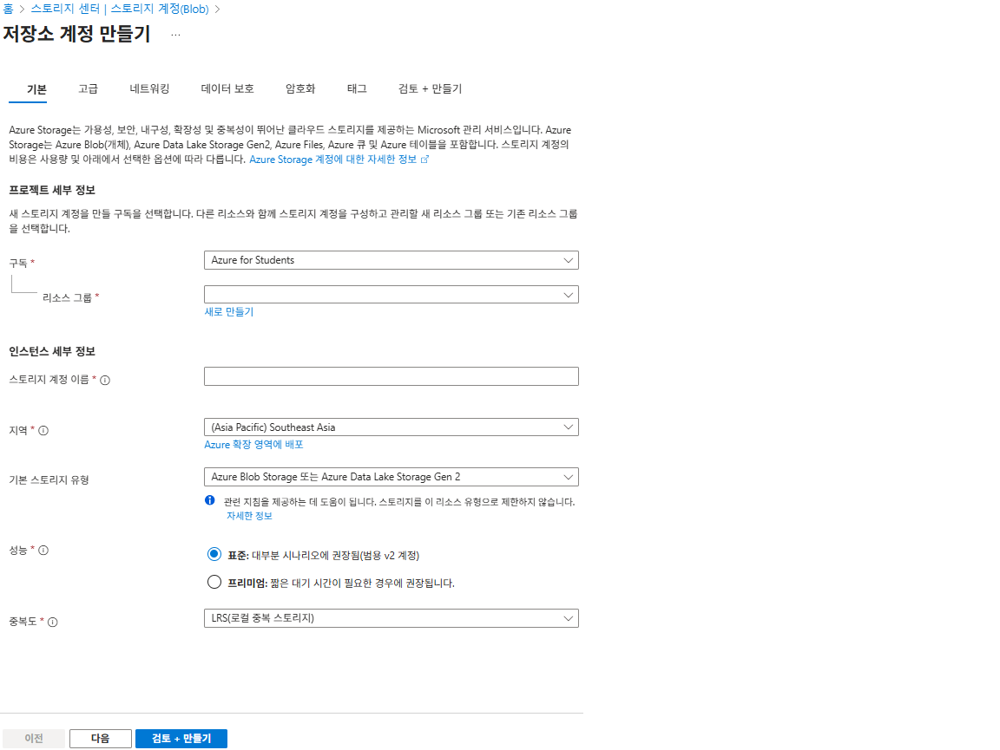 홈 > 스토리지 센터 | 스토리지 계정(Blob) >
저장소 계정 만들기 ...
기본 고급 네트워킹 데이터 보호 암호화 태그 검토 + 만들기
Azure Storage는 가용성, 보안, 내구성, 확장성 및 중복성이 뛰어난 클라우드 스토리지를 제공하는 Microsoft 관리 서비스입니다. Azure
Storage는 Azure Blob(개체), Azure Data Lake Storage Gen2, Azure Files, Azure 큐 및 Azure 테이블을 포함합니다. 스토리지 계정의
비용은 사용량 및 아래에서 선택한 옵션에 따라 다릅니다. Azure Storage 계정에 대한 자세한 정보
프로젝트 세부 정보
새 스토리지 계정을 만들 구독을 선택합니다. 다른 리소스와 함께 스토리지 계정을 구성하고 관리할 새 리소스 그룹 또는 기존 리소스 그룹
을 선택합니다.
구독 * Azure for Students
리소스 그룹 *
새로 만들기
인스턴스 세부 정보
스토리지 계정 이름 *
지역 * (Asia Pacific) Southeast Asia
Azure 확장 영역에 배포
기본 스토리지 유형 Azure Blob Storage 또는 Azure Data Lake Storage Gen 2
관련 지침을 제공하는 데 도움이 됩니다. 스토리지를 이 리소스 유형으로 제한하지 않습니다.
자세한 정보
성능 * 표준: 대부분 시나리오에 권장됨(범용 v2 계정)
프리미엄: 짧은 대기 시간이 필요한 경우에 권장됩니다.
중복도 * LRS(로컬 중복 스토리지)
이전 다음 검토 + 만들기